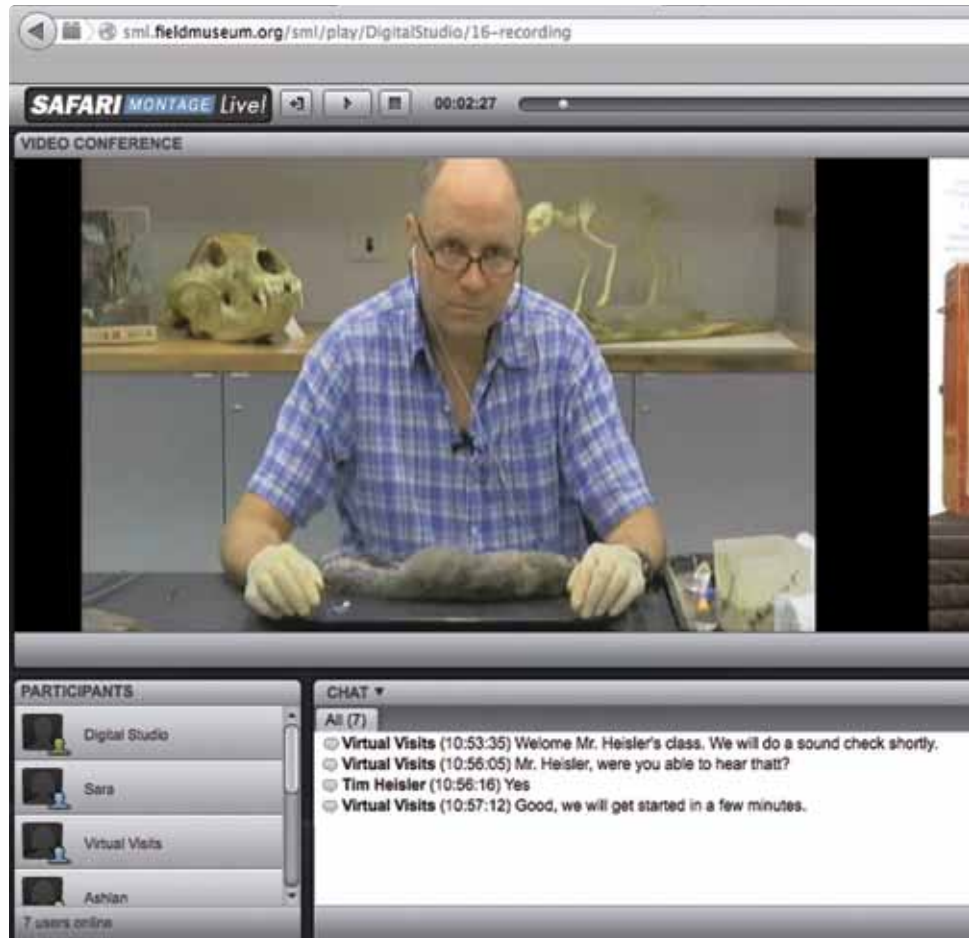 sml.fieldmuseum.org/sml/play/DigitalStudio/16-recording
SAFARI MONTAGE Live!
00:02:27
VIDEO CONFERENCE
PARTICIPANTS
Digital Studio
Sara
Virtual Visits
Ashlan
7 users online
CHAT
All (7)
Virtual Visits (10:53:35) Welome Mr. Heisler's class. We will do a sound check shortly.
Virtual Visits (10:56:05) Mr. Heisler, were you able to hear thatt?
Tim Heisler (10:56:16) Yes
Virtual Visits (10:57:12) Good, we will get started in a few minutes.